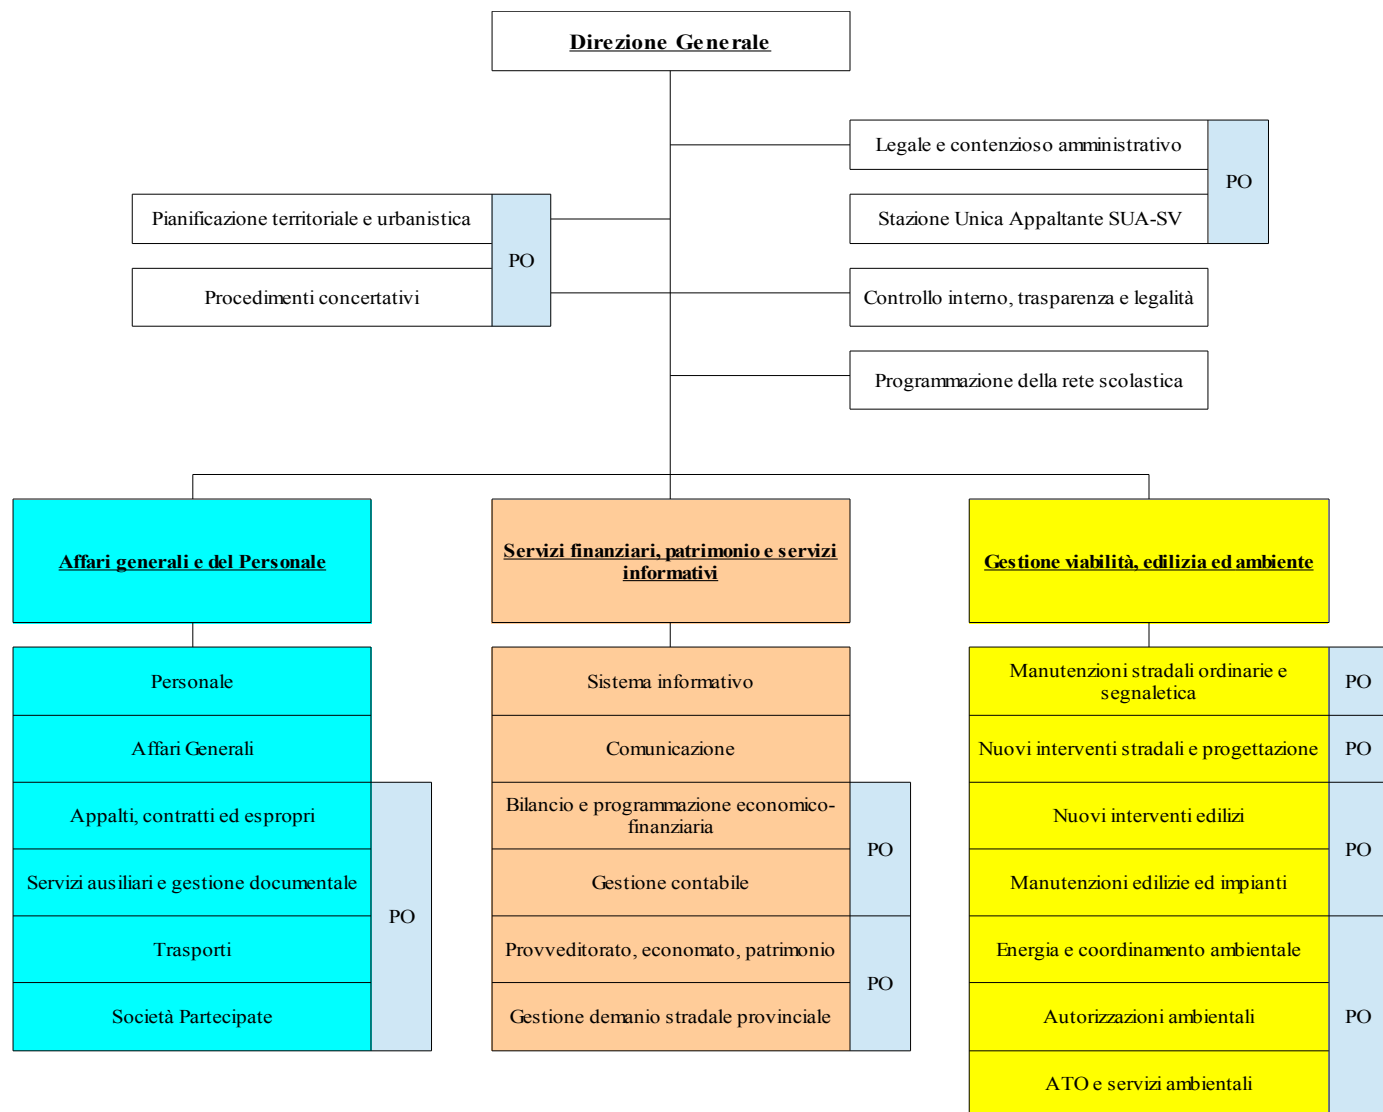 Direzione Generale
Legale e contenzioso amministrativo
PO
Pianificazione territoriale e urbanistica
Stazione Unica Appaltante SUA-SV
PO
Procedimenti concertativi
Controllo interno, trasparenza e legalità
Programmazione della rete scolastica
Affari generali e del Personale
Servizi finanziari, patrimonio e servizi
informativi
Gestione viabilità, edilizia ed ambiente
Personale
Affari Generali
Appalti, contratti ed espropri
Servizi ausiliari e gestione documentale
Trasporti
Società Partecipate
PO
Sistema informativo
Comunicazione
Bilancio e programmazione economico-
finanziaria
Gestione contabile
PO
Provveditorato, economato, patrimonio
Gestione demanio stradale provinciale
PO
Manutenzioni stradali ordinarie e
segnaletica
PO
Nuovi interventi stradali e progettazione
PO
Nuovi interventi edilizi
Manutenzioni edilizie ed impianti
PO
Energia e coordinamento ambientale
Autorizzazioni ambientali
ATO e servizi ambientali
PO